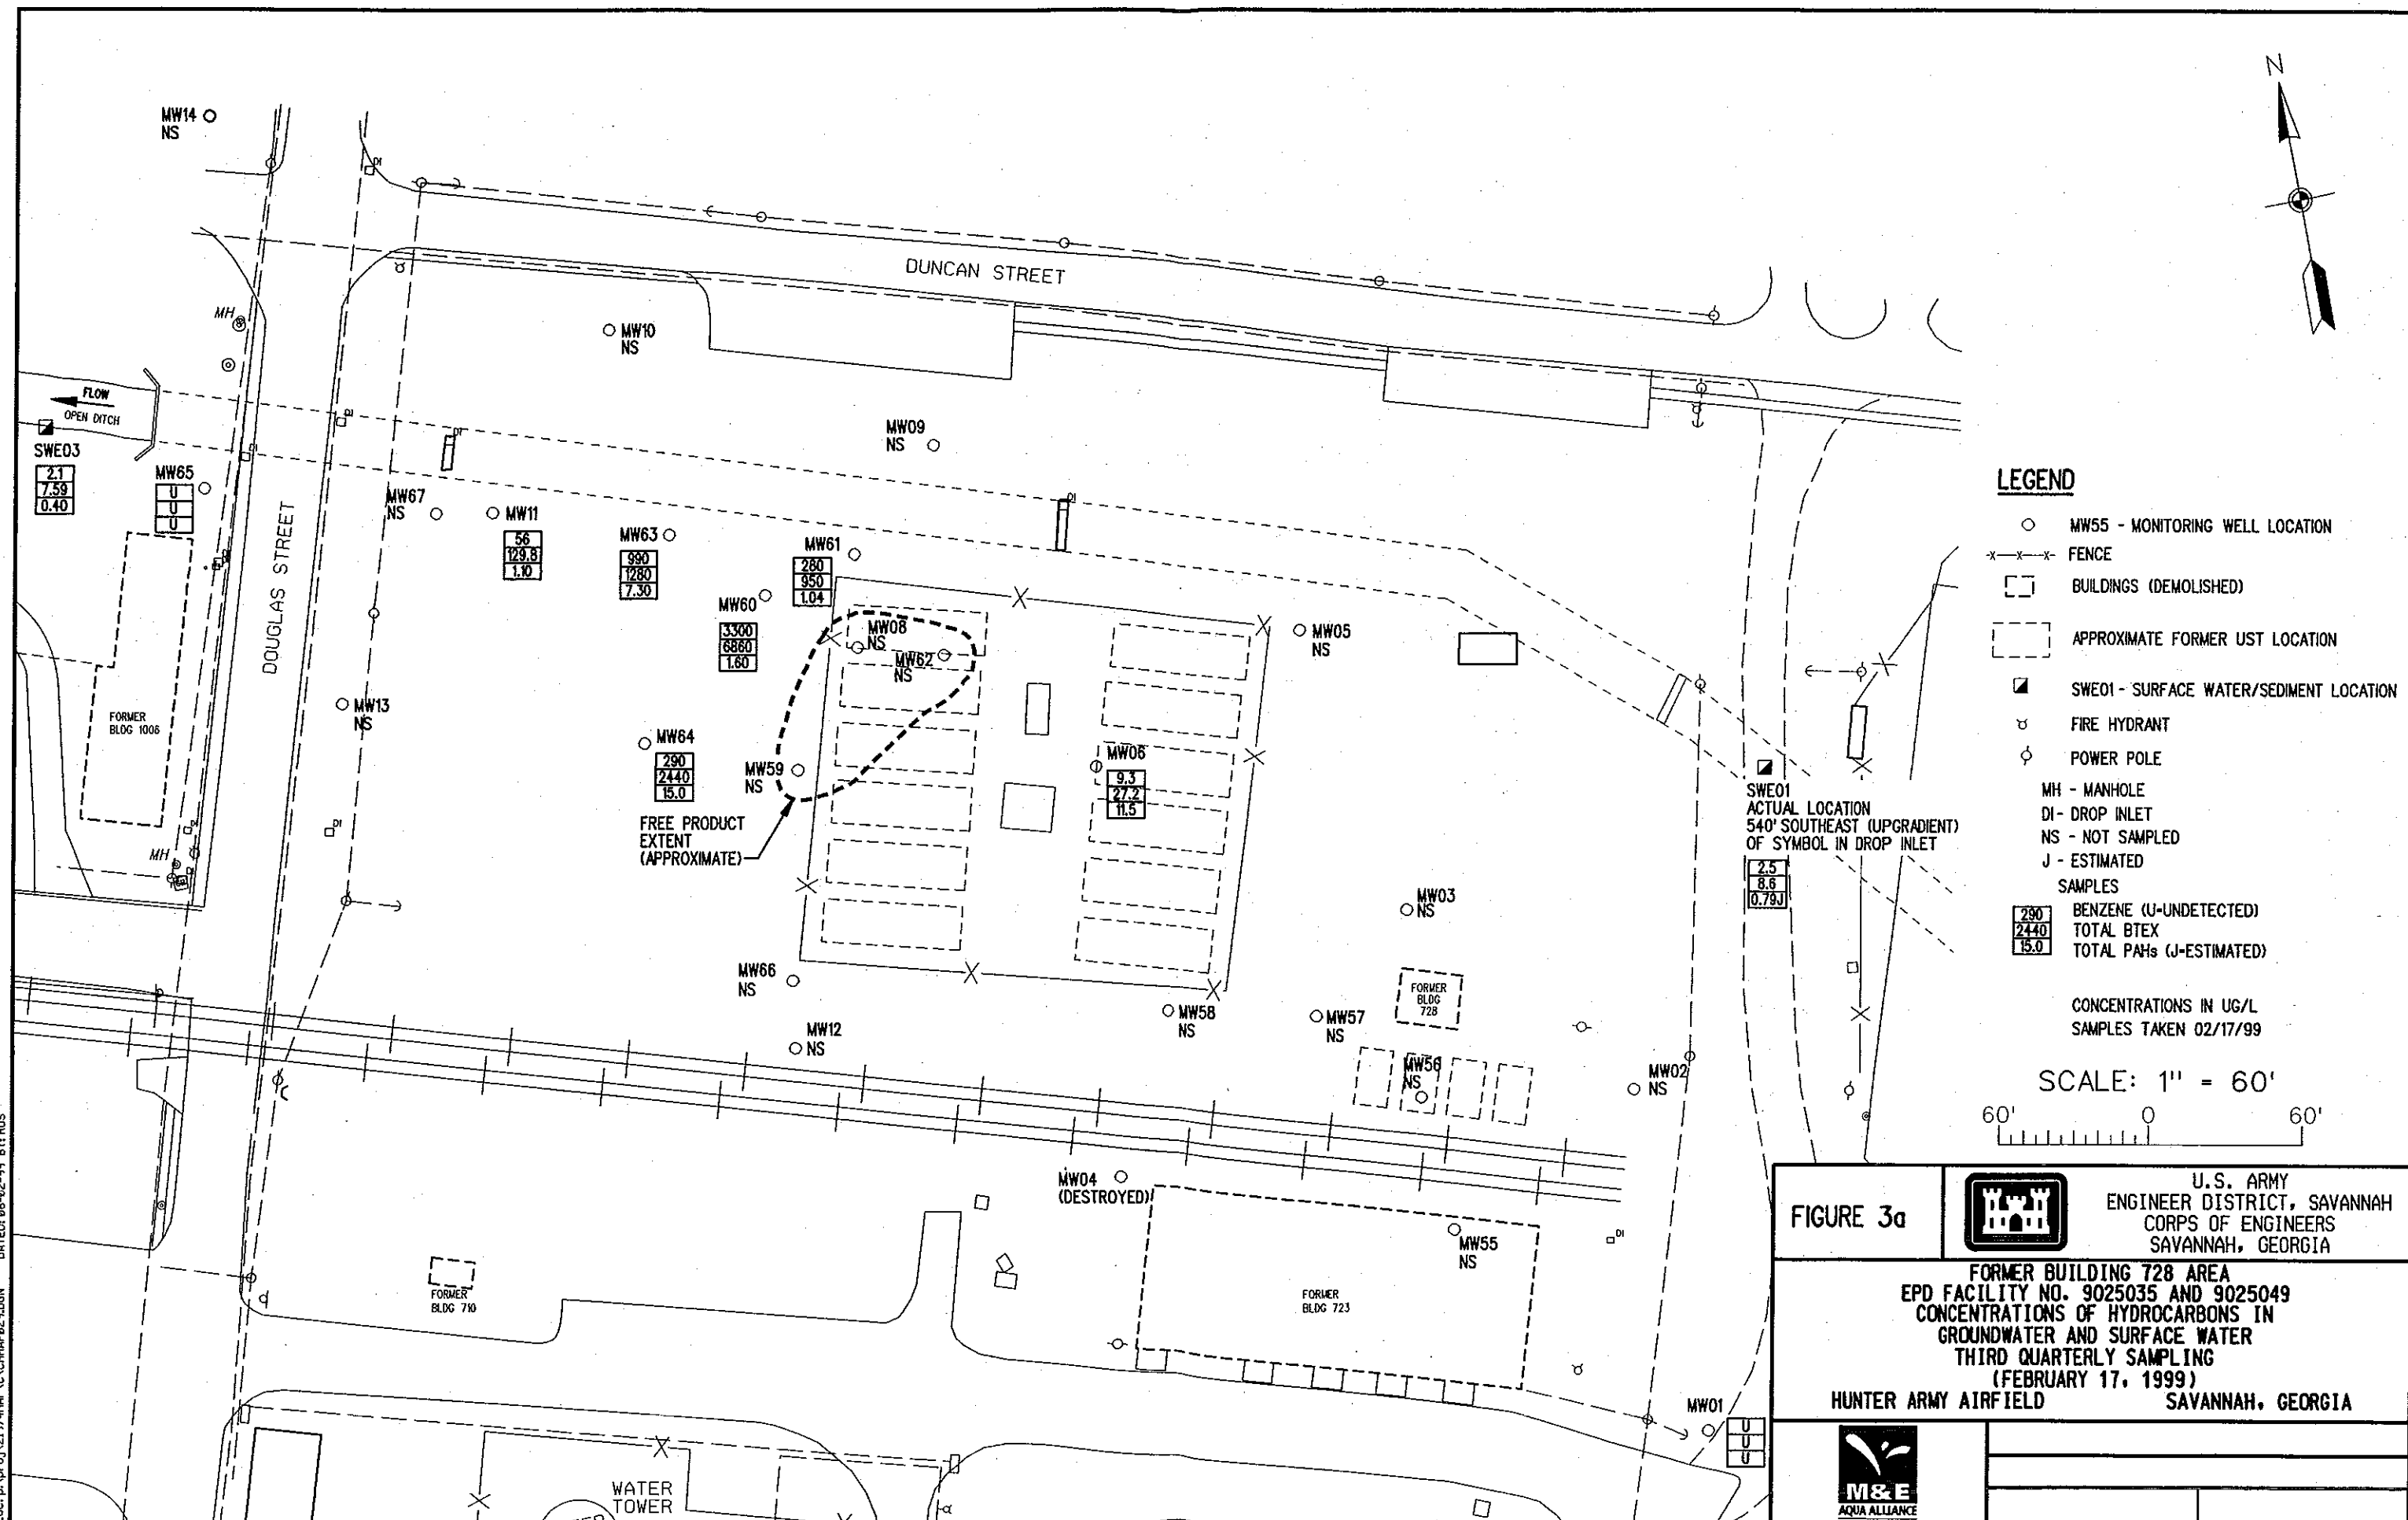 N
MW14
NS
DI
DUNCAN STREET
MH
MW10
NS
FLOW
OPEN DITCH
DI
DI
DI
MW09
NS
SWE03
2.1
7.59
0.40
MW65
U
U
U
MW67
NS
MW11
56
129.8
1.10
MW63
990
1280
7.30
MW61
280
950
1.04
DI
DOUGLAS STREET
MW60
3300
6860
1.60
MW08
NS
MW62
NS
MW05
NS
FORMER
BLDG 1006
MW13
NS
MW64
290
2440
15.0
MW59
NS
MW06
9.3
27.2
11.5
FREE PRODUCT
EXTENT
(APPROXIMATE)
DI
MH
SWE01
ACTUAL LOCATION
540' SOUTHEAST (UPGRADIENT)
OF SYMBOL IN DROP INLET
2.5
8.6
0.79J
MW03
NS
MW66
NS
MW12
NS
MW58
NS
MW57
NS
FORMER
BLDG
728
MW56
NS
MW02
NS
MW04
(DESTROYED)
MW55
NS
DI
FORMER
BLDG 710
FORMER
BLDG 723
MW01
U
U
U
WATER
TOWER
LEGEND
MW55 - MONITORING WELL LOCATION
-x—x—x- FENCE
BUILDINGS (DEMOLISHED)
APPROXIMATE FORMER UST LOCATION
SWE01 - SURFACE WATER/SEDIMENT LOCATION
FIRE HYDRANT
POWER POLE
MH - MANHOLE
DI - DROP INLET
NS - NOT SAMPLED
J - ESTIMATED
SAMPLES
290 BENZENE (U=UNDETECTED)
2440 TOTAL BTEX
15.0 TOTAL PAHs (J=ESTIMATED)
CONCENTRATIONS IN UG/L
SAMPLES TAKEN 02/17/99
SCALE: 1" = 60'
60' 0 60'
FIGURE 3a
U.S. ARMY
ENGINEER DISTRICT, SAVANNAH
CORPS OF ENGINEERS
SAVANNAH, GEORGIA
FORMER BUILDING 728 AREA
EPD FACILITY NO. 9025035 AND 9025049
CONCENTRATIONS OF HYDROCARBONS IN
GROUNDWATER AND SURFACE WATER
THIRD QUARTERLY SAMPLING
(FEBRUARY 17, 1999)
HUNTER ARMY AIRFIELD SAVANNAH, GEORGIA
M&E
AQUA ALLIANCE